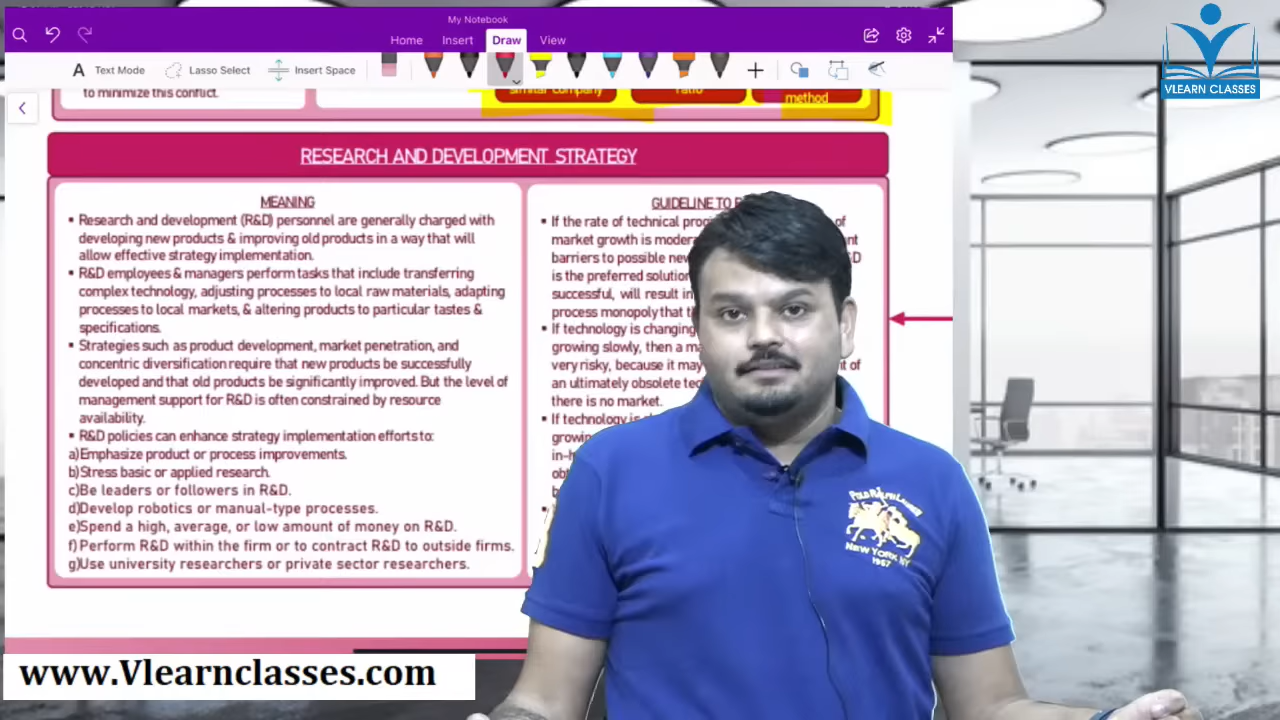 My Notebook
Home Insert Draw View
A Text Mode Lasso Select Insert Space
to minimize this conflict.
similar company ratio method
RESEARCH AND DEVELOPMENT STRATEGY
MEANING
▪ Research and development (R&D) personnel are generally charged with
developing new products & improving old products in a way that will
allow effective strategy implementation.
▪ R&D employees & managers perform tasks that include transferring
complex technology, adjusting processes to local raw materials, adapting
processes to local markets, & altering products to particular tastes &
specifications.
▪ Strategies such as product development, market penetration, and
concentric diversification require that new products be successfully
developed and that old products be significantly improved. But the level of
management support for R&D is often constrained by resource
availability.
▪ R&D policies can enhance strategy implementation efforts to:
a)Emphasize product or process improvements.
b)Stress basic or applied research.
c)Be leaders or followers in R&D.
d)Develop robotics or manual-type processes.
e)Spend a high, average, or low amount of money on R&D.
f)Perform R&D within the firm or to contract R&D to outside firms.
g)Use university researchers or private sector researchers.
GUIDELINE TO
▪ If the rate of technical of
market growth is
barriers to possible new
is the preferred solution
successful, will result in
process monopoly that
▪ If technology is changing
growing slowly, then a
very risky, because it may of
an ultimately obsolete
there is no market.
▪ If technology is
VLEARN CLASSES
POLO RALPH LAUREN
NEW YORK, NY
1967
www.Vlearnclasses.com